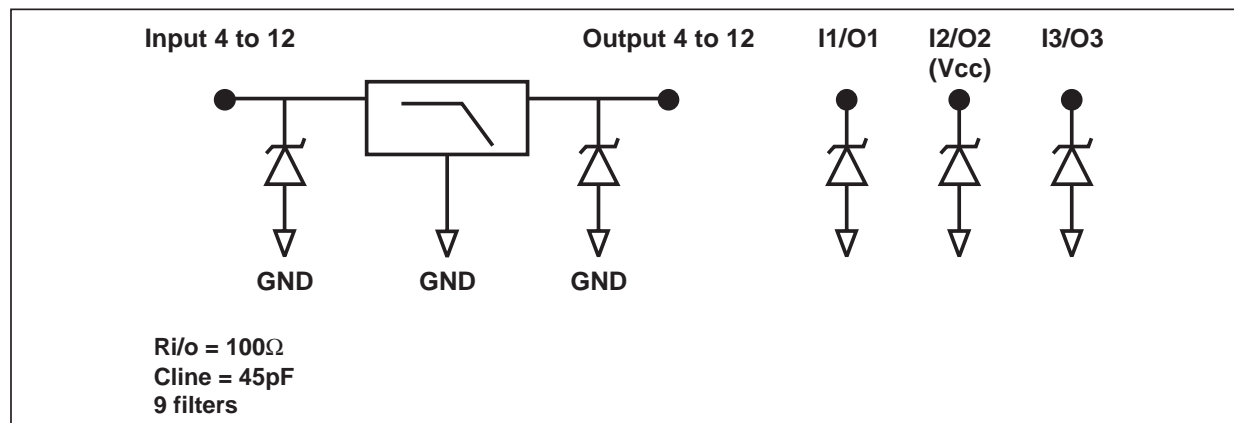 Input 4 to 12
Output 4 to 12
I1/O1
I2/O2
(Vcc)
I3/O3
GND
GND
GND
Ri/o = 100Ω
Cline = 45pF
9 filters